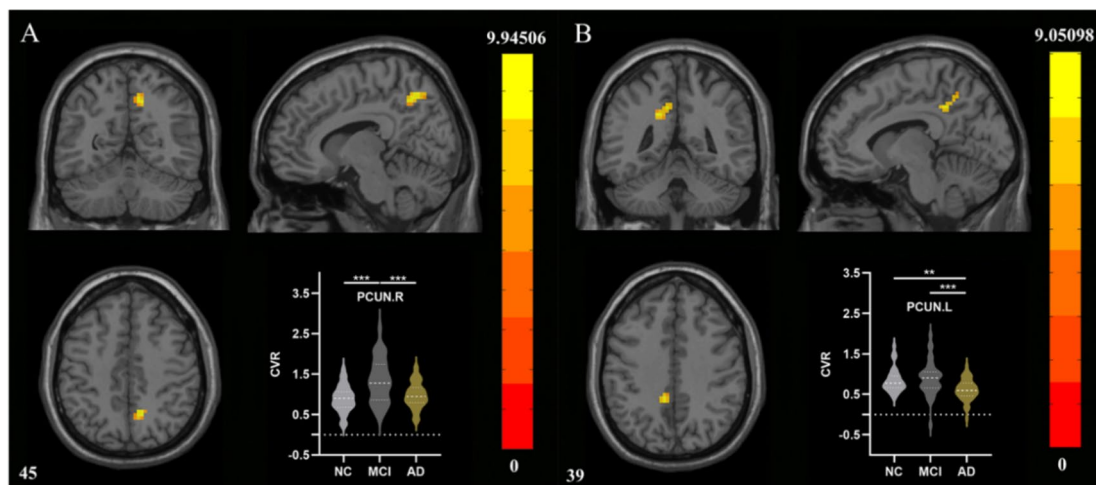 A
9.94506
0
45
3.5
2.5
1.5
0.5
-0.5
CVR
*** ***
PCUN.R
NC MCI AD
B
9.05098
0
39
3.5
2.5
1.5
0.5
-0.5
CVR
**
***
PCUN.L
NC MCI AD